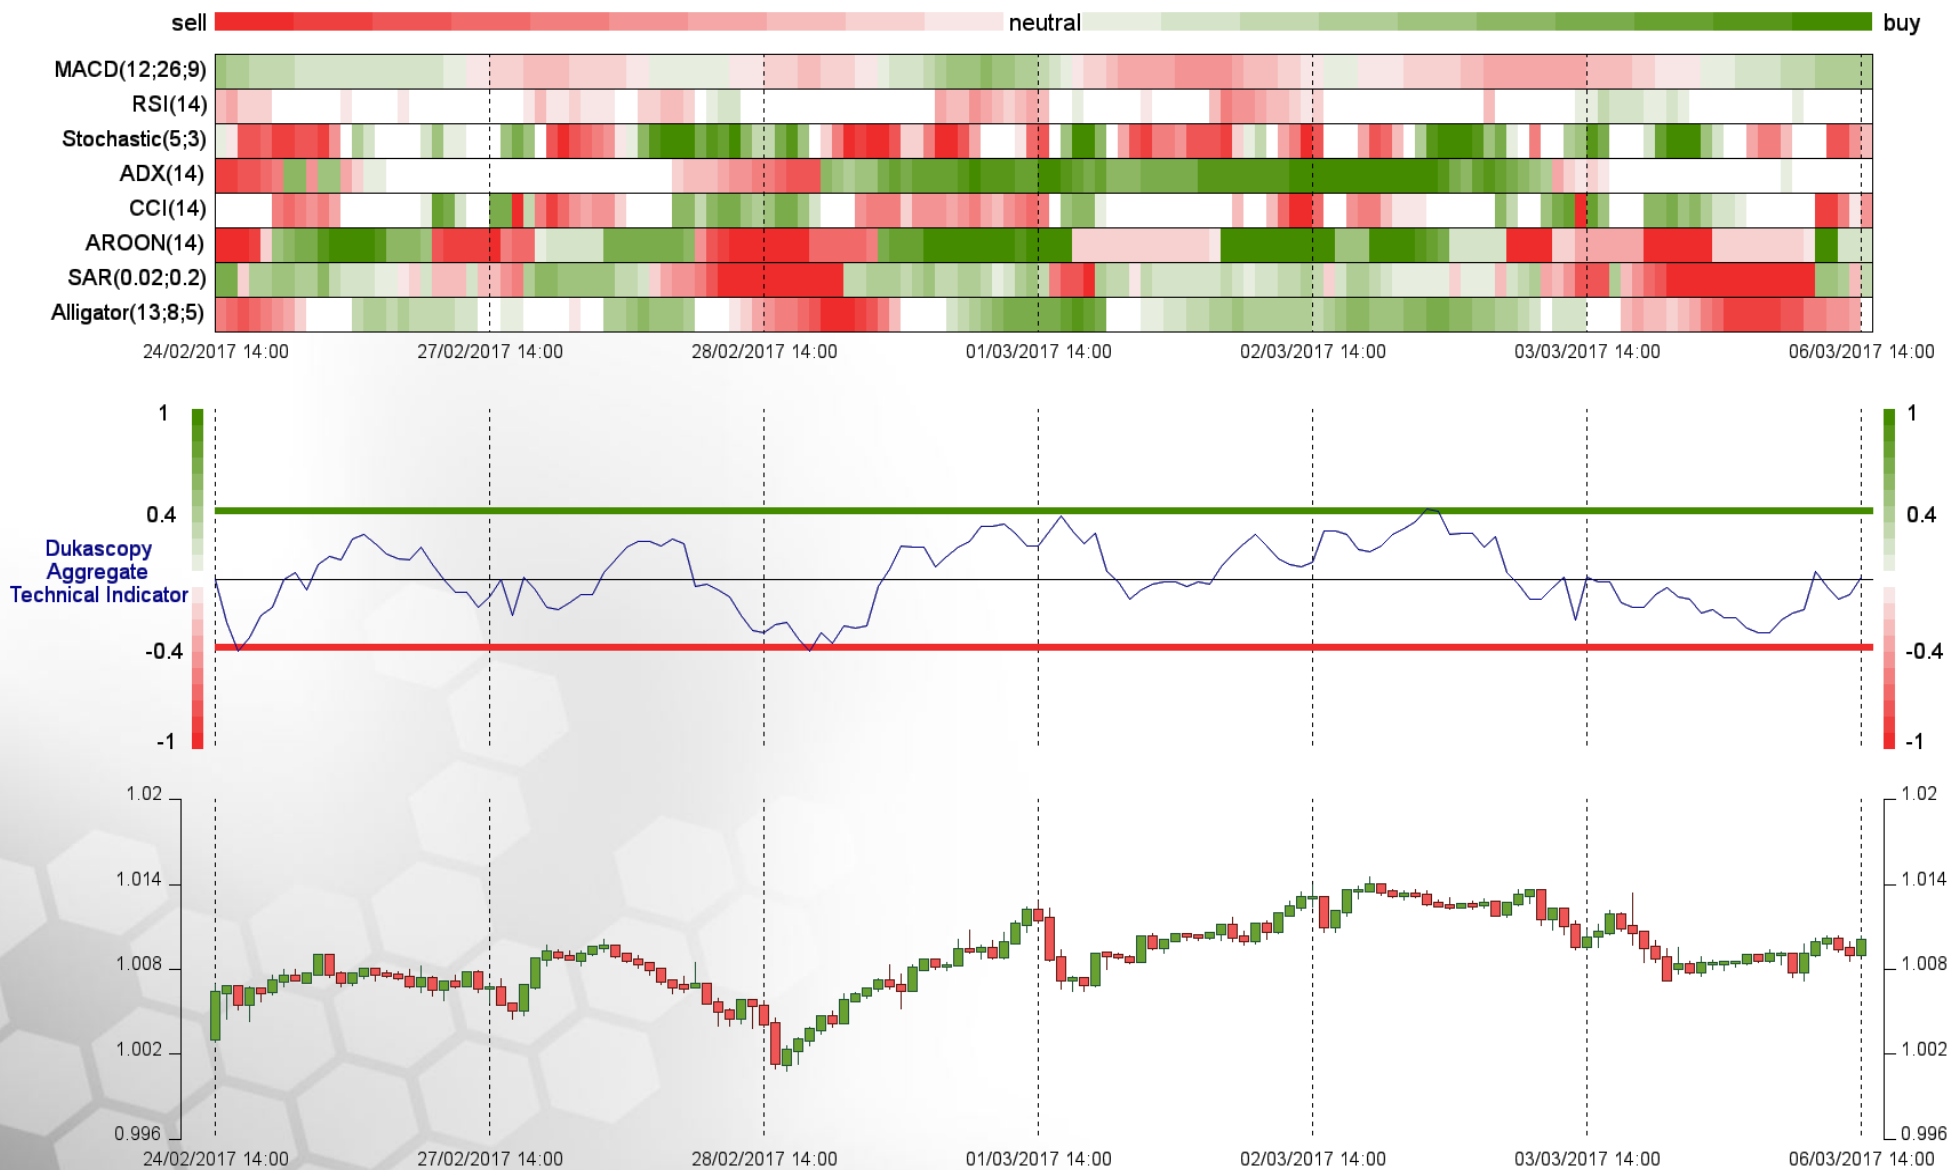 sell neutral buy
MACD(12;26;9)
RSI(14)
Stochastic(5;3)
ADX(14)
CCI(14)
AROON(14)
SAR(0.02;0.2)
Alligator(13;8;5)
24/02/2017 14:00 27/02/2017 14:00 28/02/2017 14:00 01/03/2017 14:00 02/03/2017 14:00 03/03/2017 14:00 06/03/2017 14:00
1 1
0.4 0.4
Dukascopy
Aggregate
Technical Indicator
-0.4 -0.4
-1 -1
1.02 1.02
1.014 1.014
1.008 1.008
1.002 1.002
0.996 0.996
24/02/2017 14:00 27/02/2017 14:00 28/02/2017 14:00 01/03/2017 14:00 02/03/2017 14:00 03/03/2017 14:00 06/03/2017 14:00